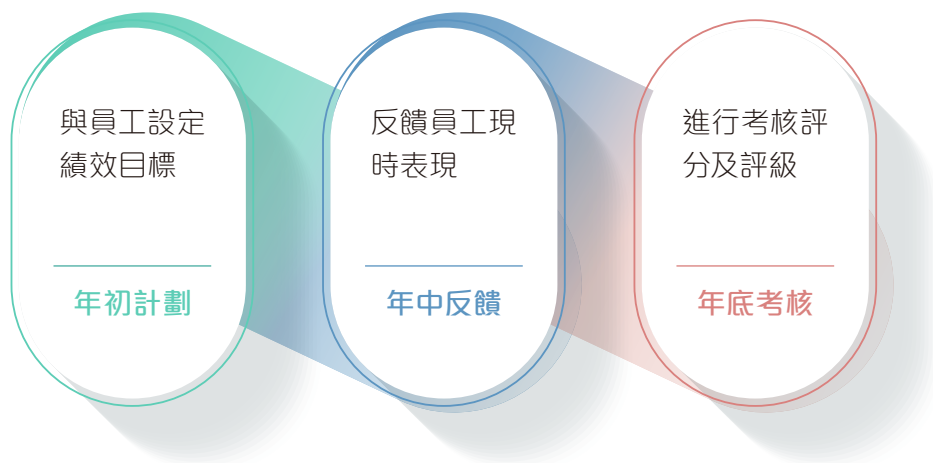 與員工設定
績效目標
年初計劃
反饋員工現
時表現
年中反饋
進行考核評
分及評級
年底考核